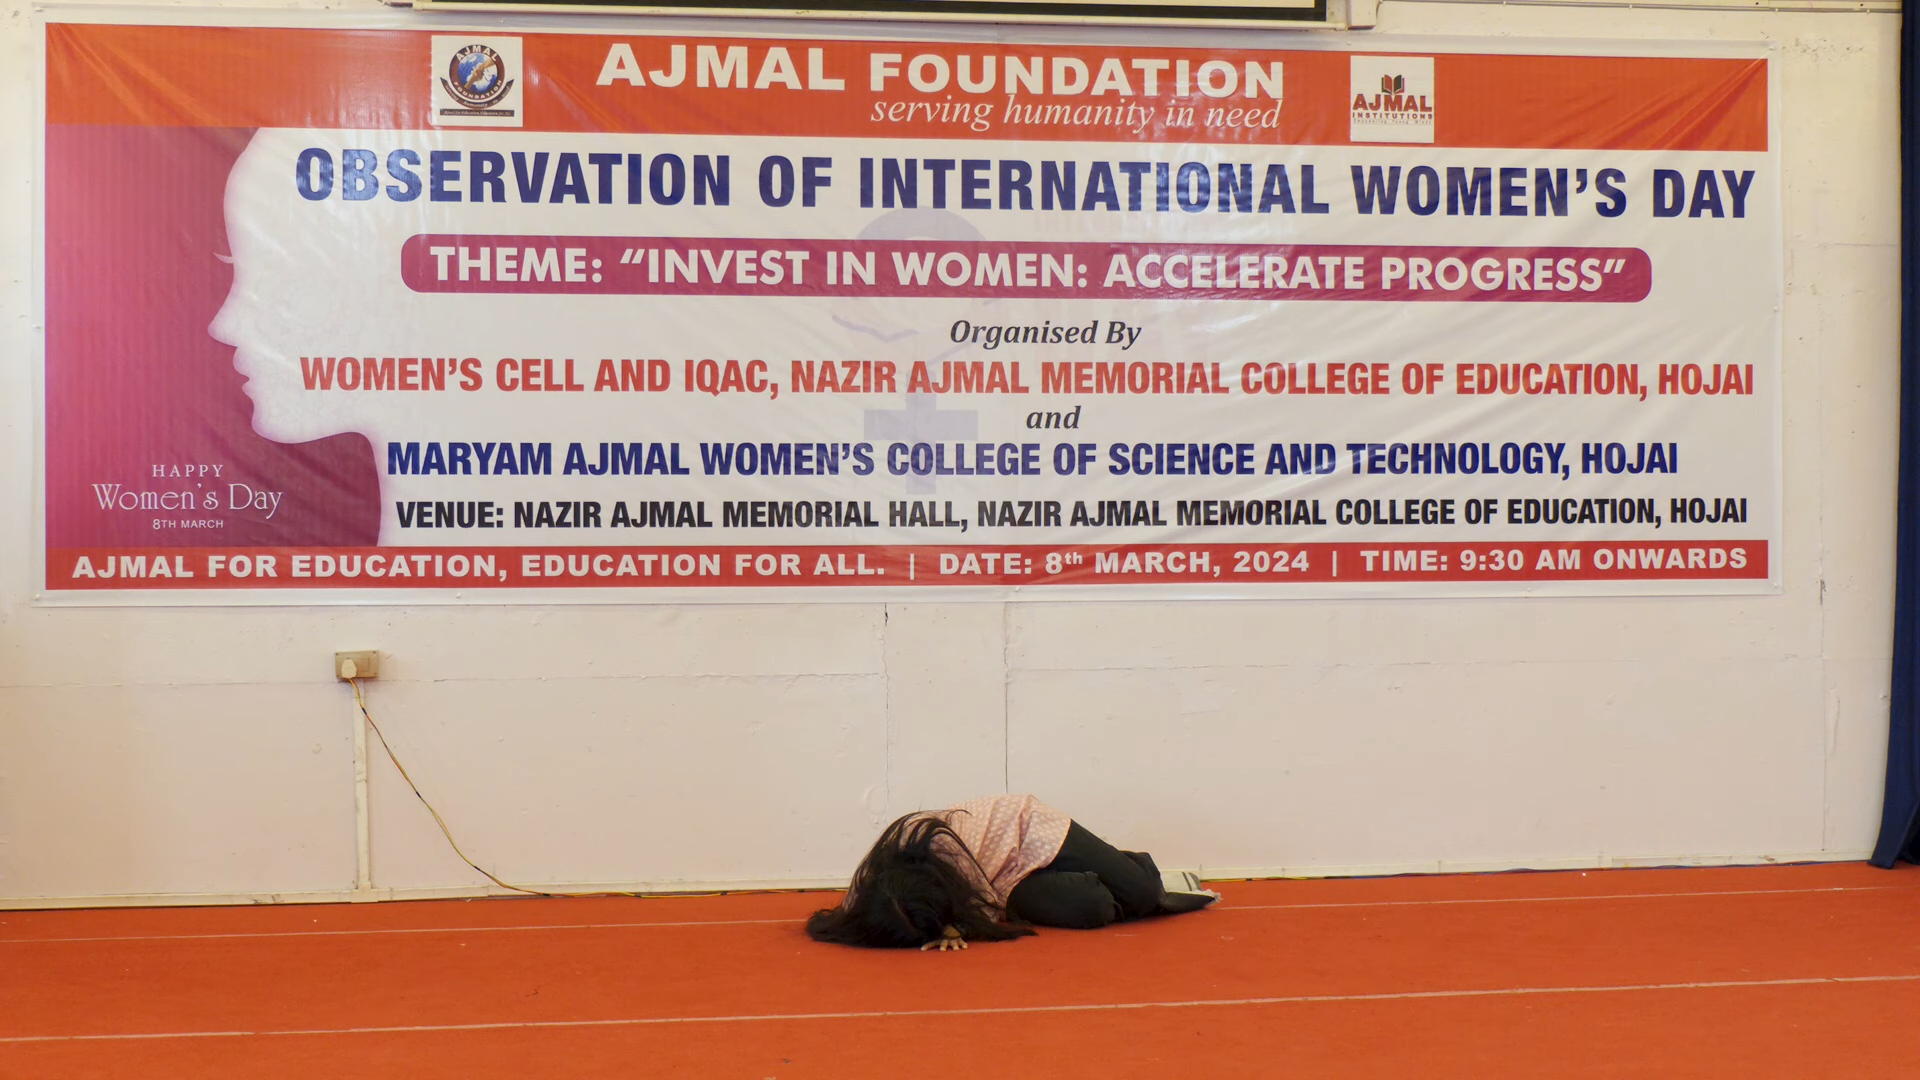 AJMAL FOUNDATION
serving humanity in need
AJMAL
FOUNDATION
AJMAL
INSTITUTIONS
OBSERVATION OF INTERNATIONAL WOMEN'S DAY
THEME: “INVEST IN WOMEN: ACCELERATE PROGRESS”
Organised By
WOMEN'S CELL AND IQAC, NAZIR AJMAL MEMORIAL COLLEGE OF EDUCATION, HOJAI
and
MARYAM AJMAL WOMEN'S COLLEGE OF SCIENCE AND TECHNOLOGY, HOJAI
VENUE: NAZIR AJMAL MEMORIAL HALL, NAZIR AJMAL MEMORIAL COLLEGE OF EDUCATION, HOJAI
HAPPY
Women's Day
8TH MARCH
AJMAL FOR EDUCATION, EDUCATION FOR ALL. | DATE: 8th MARCH, 2024 | TIME: 9:30 AM ONWARDS